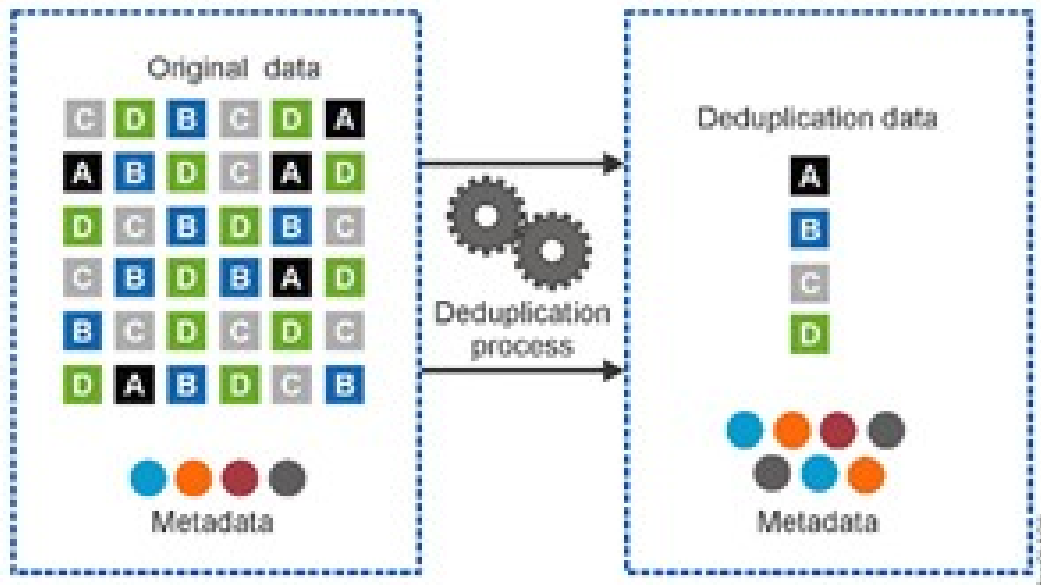 Original data
C D B C D A
A B D C A D
D C B D B C
C B D B A D
B C D C D C
D A B D C B
Metadata
Deduplication
process
Deduplication data
A
B
C
D
Metadata